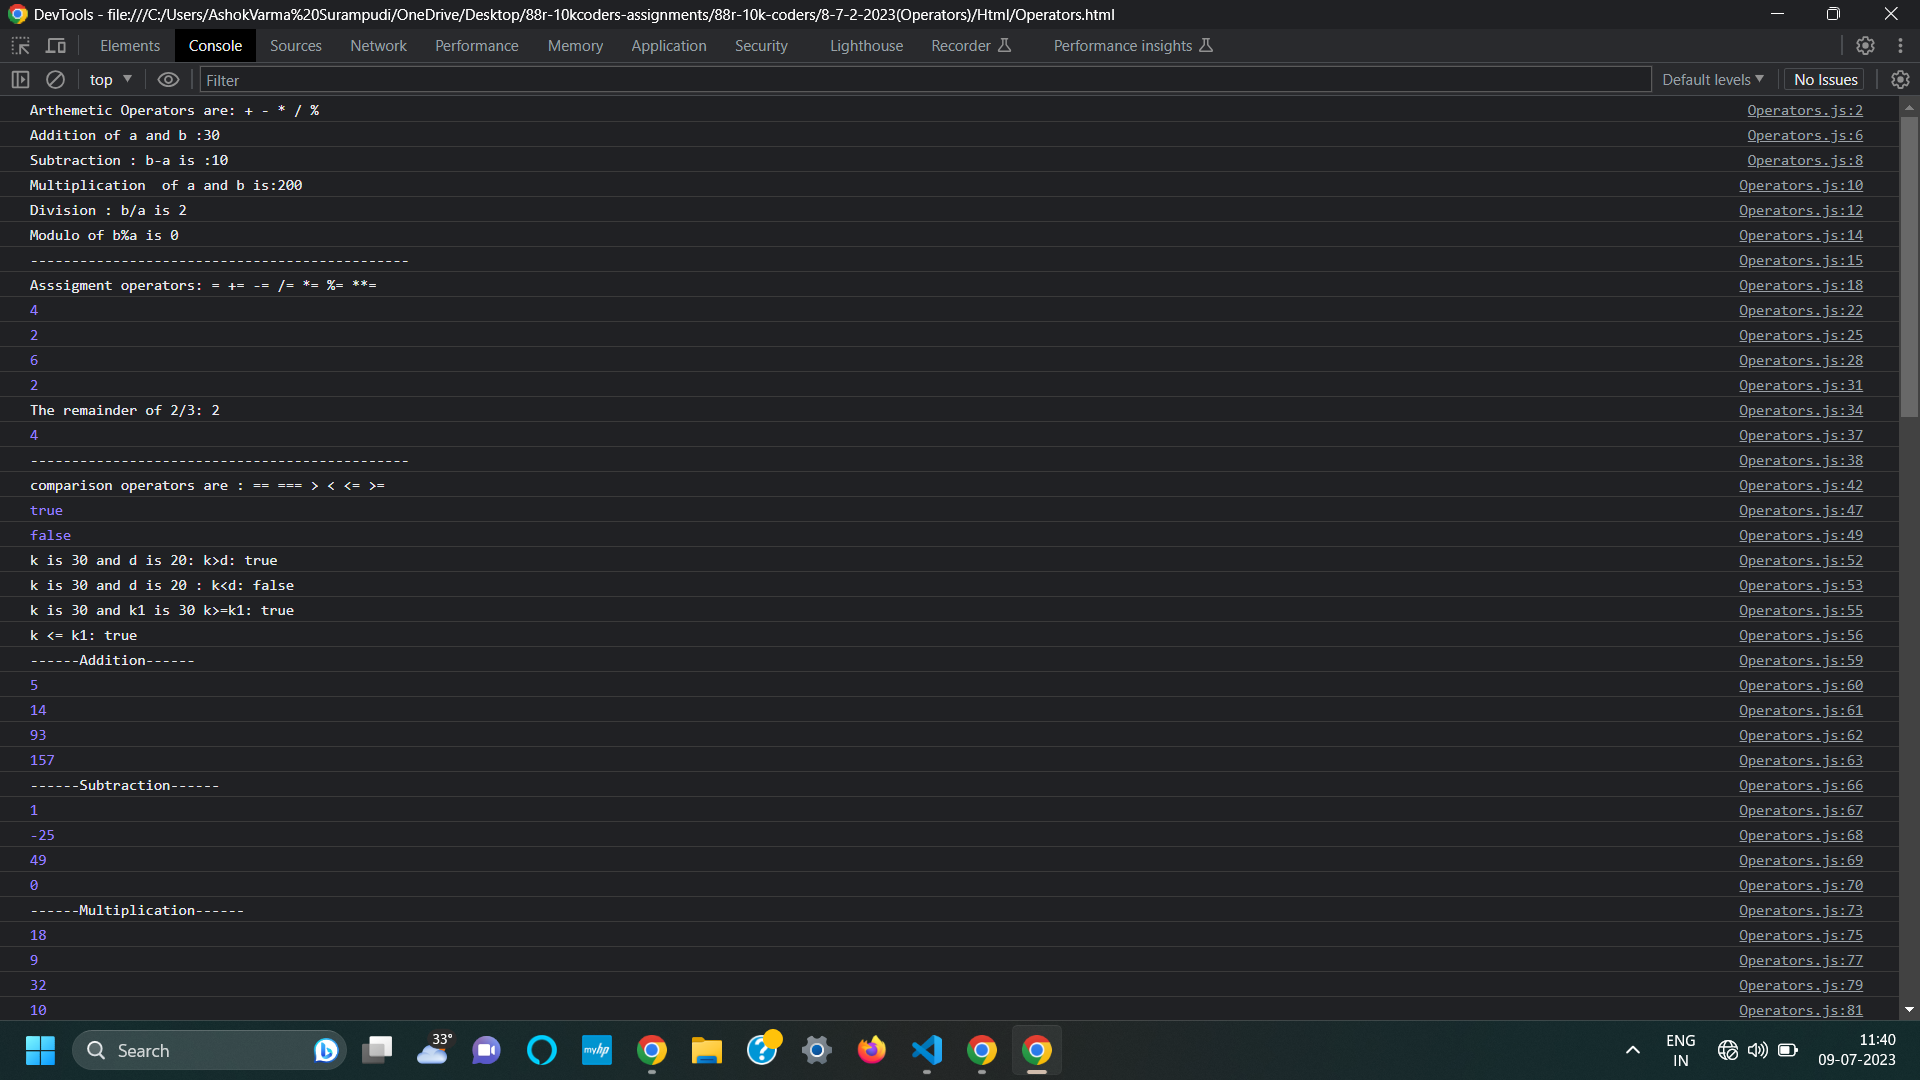 DevTools - file:///C:/Users/AshokVarma%20Surampudi/OneDrive/Desktop/88r-10kcoders-assignments/88r-10k-coders/8-7-2-2023(Operators)/Html/Operators.html
Elements Console Sources Network Performance Memory Application Security Lighthouse Recorder Performance insights
top Filter Default levels No Issues
Arthemetic Operators are: + - * / % Operators.js:2
Addition of a and b :30 Operators.js:6
Subtraction : b-a is :10 Operators.js:8
Multiplication  of a and b is:200 Operators.js:10
Division : b/a is 2 Operators.js:12
Modulo of b%a is 0 Operators.js:14
---------------------------------------------- Operators.js:15
Asssigment operators: = += -= /= *= %= **= Operators.js:18
4 Operators.js:22
2 Operators.js:25
6 Operators.js:28
2 Operators.js:31
The remainder of 2/3: 2 Operators.js:34
4 Operators.js:37
---------------------------------------------- Operators.js:38
comparison operators are : == === > < <= >= Operators.js:42
true Operators.js:47
false Operators.js:49
k is 30 and d is 20: k>d: true Operators.js:52
k is 30 and d is 20 : k<d: false Operators.js:53
k is 30 and k1 is 30 k>=k1: true Operators.js:55
k <= k1: true Operators.js:56
------Addition------ Operators.js:59
5 Operators.js:60
14 Operators.js:61
93 Operators.js:62
157 Operators.js:63
------Subtraction------ Operators.js:66
1 Operators.js:67
-25 Operators.js:68
49 Operators.js:69
0 Operators.js:70
------Multiplication------ Operators.js:73
18 Operators.js:75
9 Operators.js:77
32 Operators.js:79
10 Operators.js:81
Search 33° myhp ENG 11:40
IN 09-07-2023